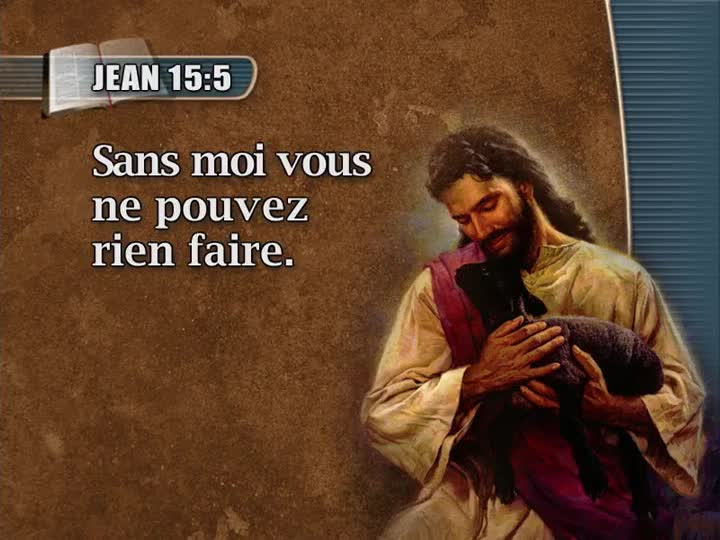 JEAN 15:5
Sans moi vous
ne pouvez
rien faire.